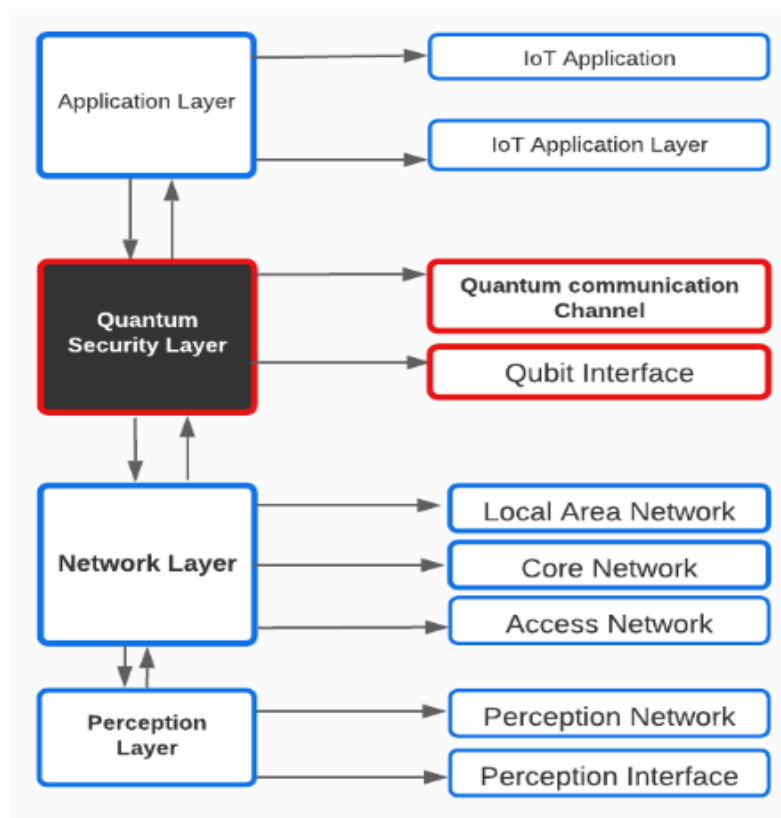 Application Layer
IoT Application
IoT Application Layer
Quantum
Security Layer
Quantum communication
Channel
Qubit Interface
Network Layer
Local Area Network
Core Network
Access Network
Perception
Layer
Perception Network
Perception Interface